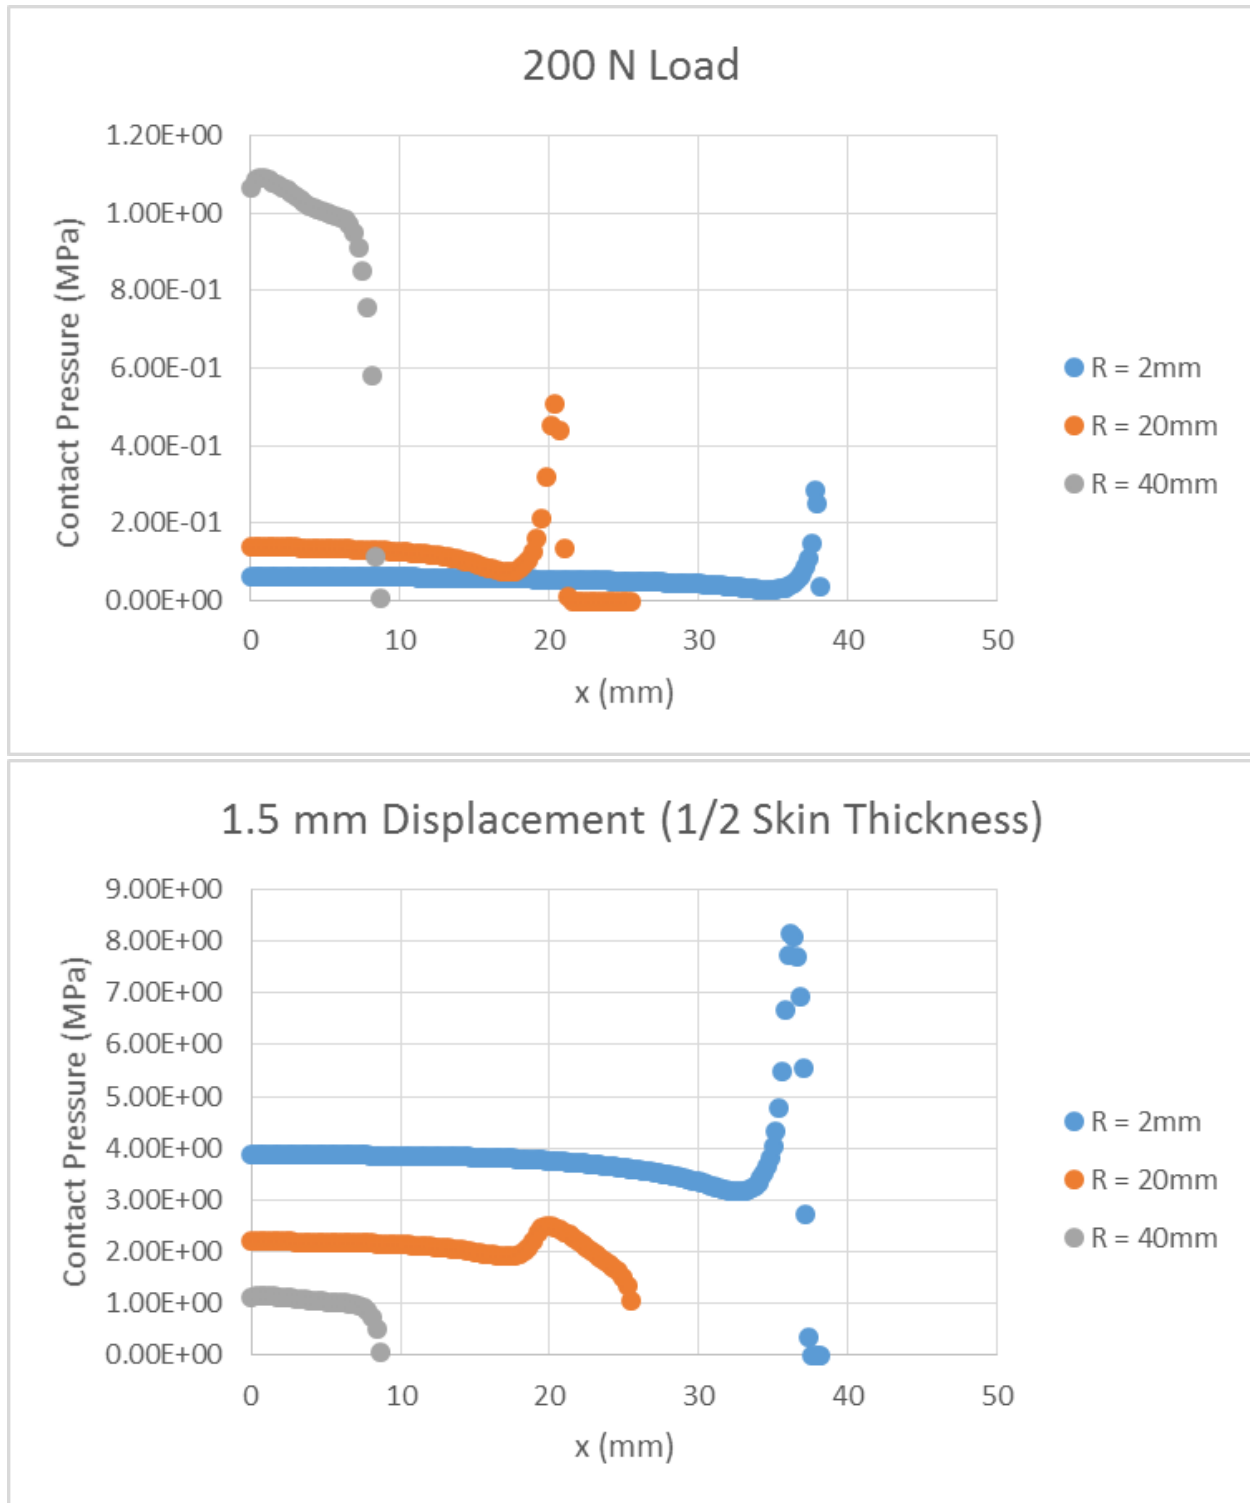 200 N Load
1.20E+00
1.00E+00
8.00E-01
6.00E-01
4.00E-01
2.00E-01
0.00E+00
Contact Pressure (MPa)
0 10 20 30 40 50
x (mm)
R = 2mm
R = 20mm
R = 40mm
1.5 mm Displacement (1/2 Skin Thickness)
9.00E+00
8.00E+00
7.00E+00
6.00E+00
5.00E+00
4.00E+00
3.00E+00
2.00E+00
1.00E+00
0.00E+00
Contact Pressure (MPa)
0 10 20 30 40 50
x (mm)
R = 2mm
R = 20mm
R = 40mm